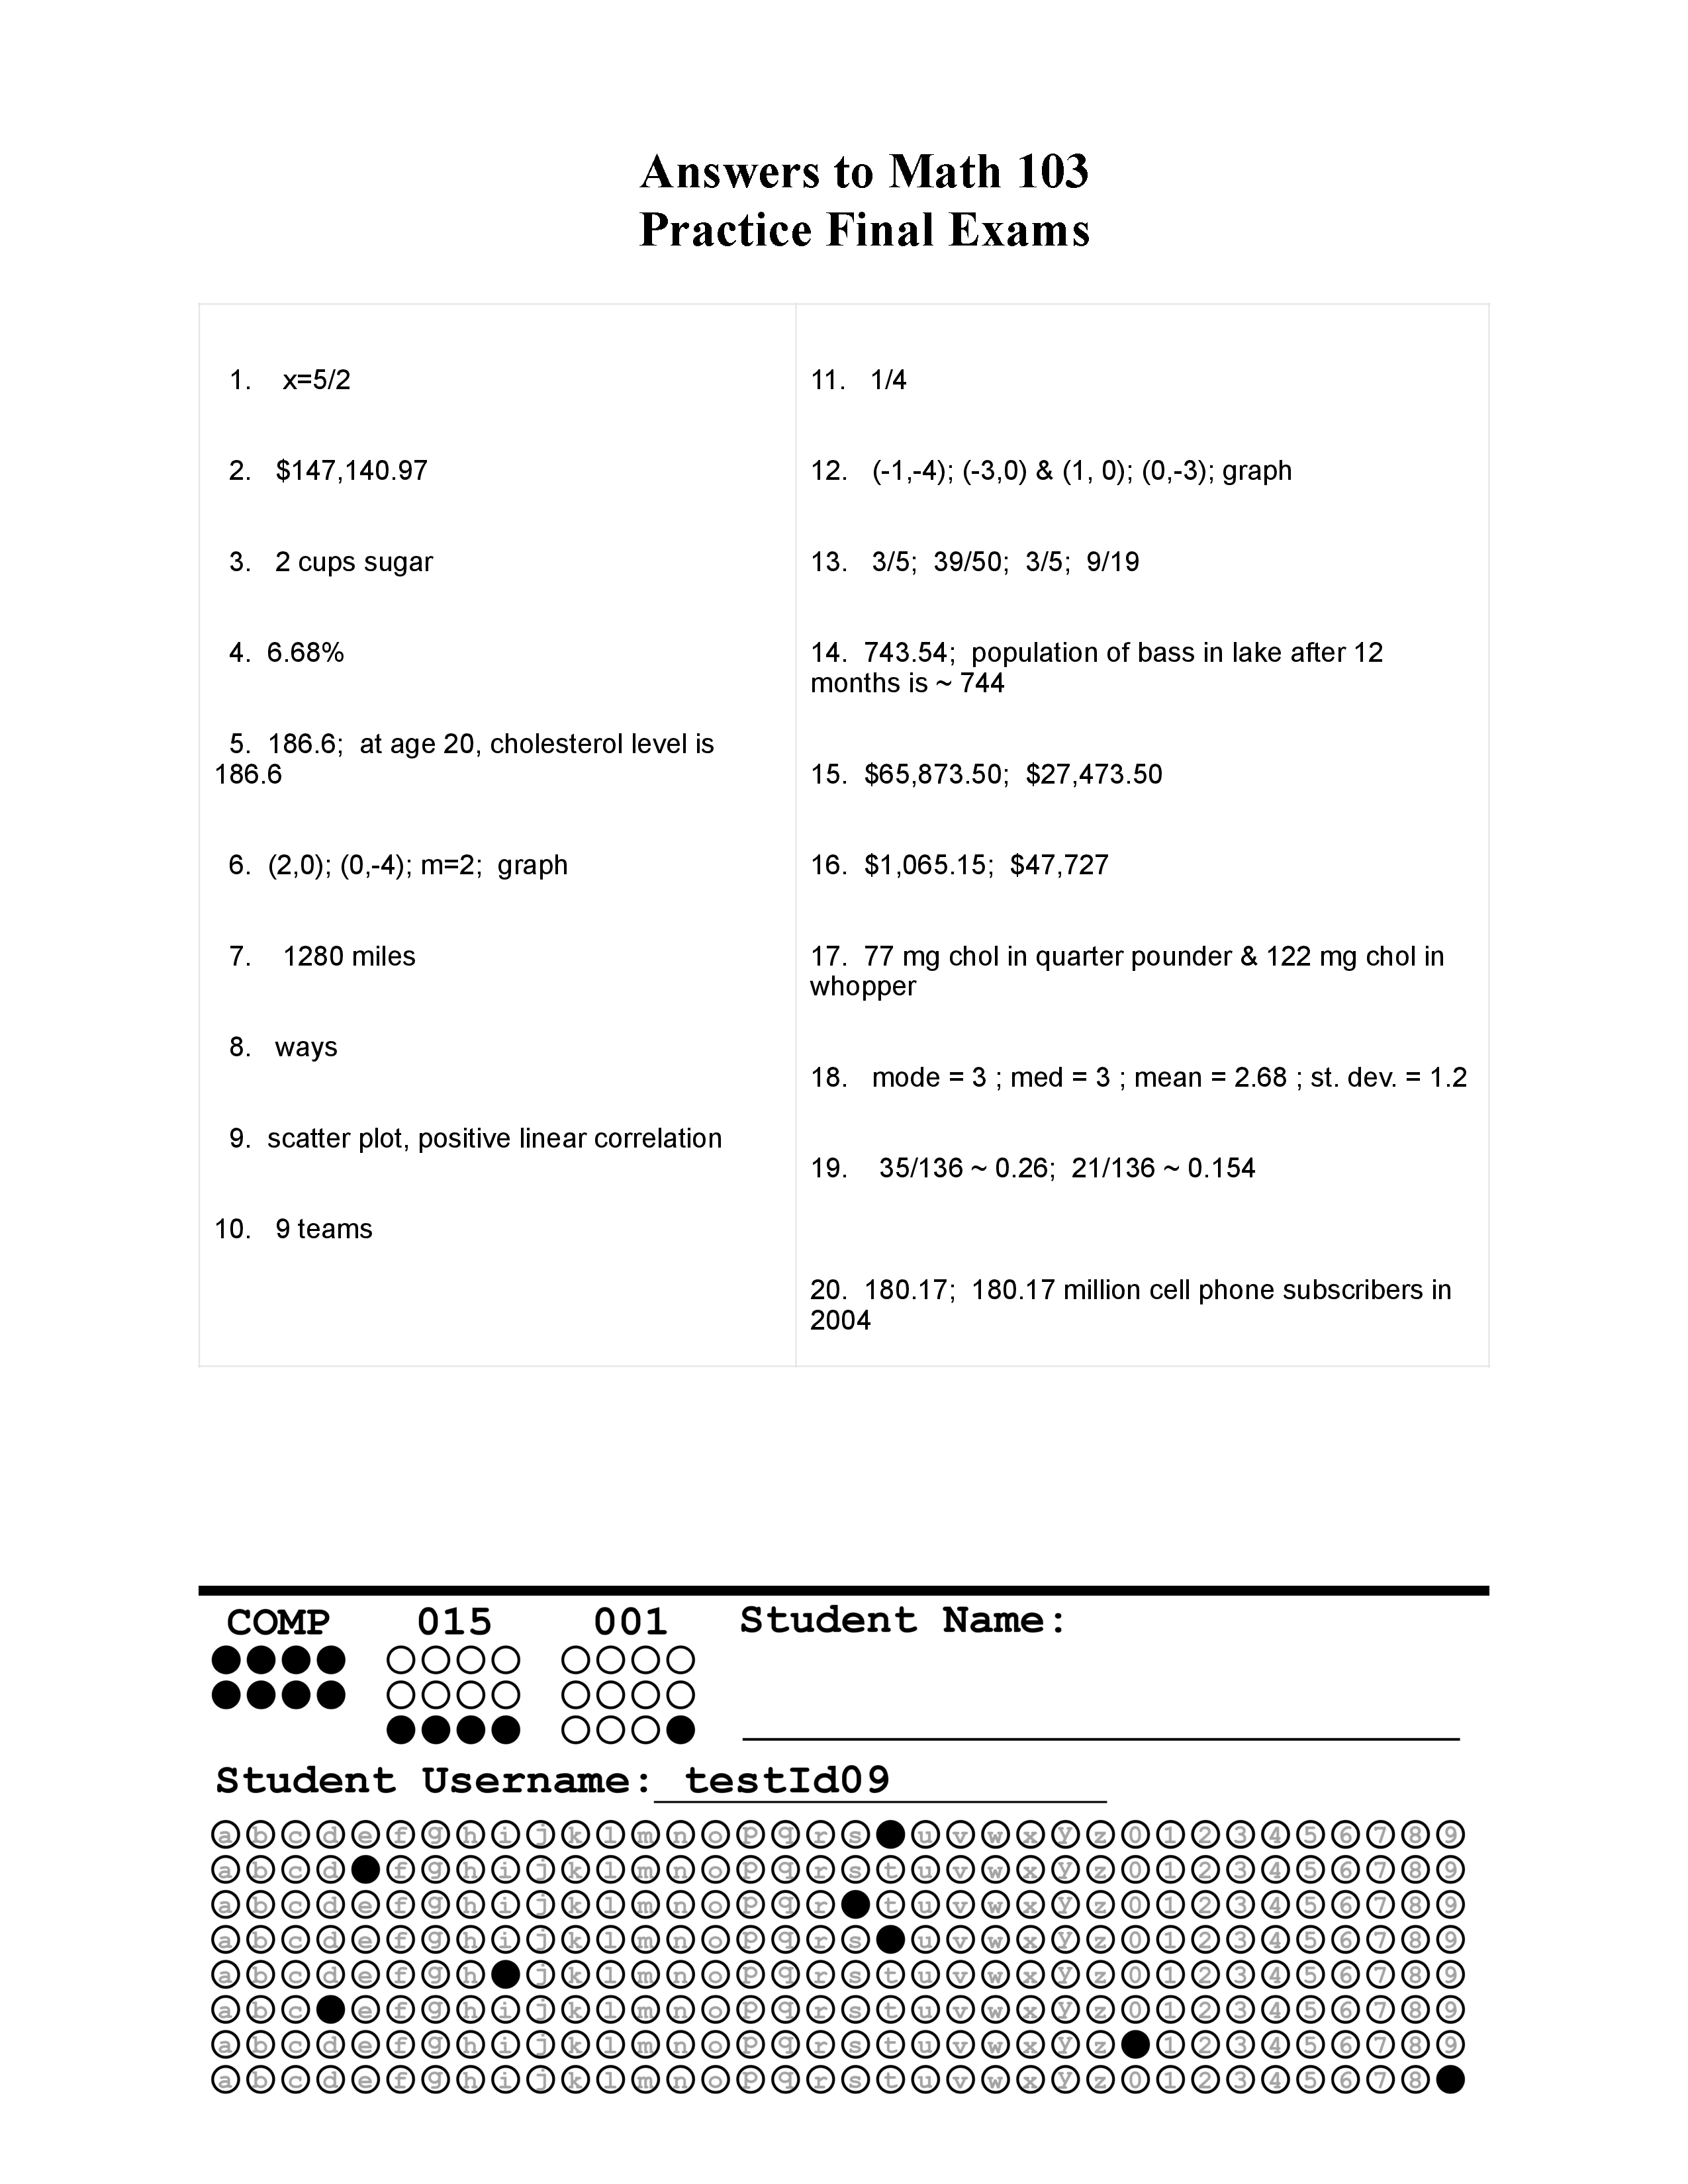 Answers to Math 103
Practice Final Exams
1. x=5/2
2. $147,140.97
3. 2 cups sugar
4. 6.68%
5. 186.6; at age 20, cholesterol level is
186.6
6. (2,0); (0,-4); m=2; graph
7. 1280 miles
8. ways
9. scatter plot, positive linear correlation
10. 9 teams
11. 1/4
12. (-1,-4); (-3,0) & (1, 0); (0,-3); graph
13. 3/5; 39/50; 3/5; 9/19
14. 743.54; population of bass in lake after 12
months is ~ 744
15. $65,873.50; $27,473.50
16. $1,065.15; $47,727
17. 77 mg chol in quarter pounder & 122 mg chol in
whopper
18. mode = 3 ; med = 3 ; mean = 2.68 ; st. dev. = 1.2
19. 35/136 ~ 0.26; 21/136 ~ 0.154
20. 180.17; 180.17 million cell phone subscribers in
2004
COMP 015 001 Student Name:
Student Username: testId09
a b c d e f g h i j k l m n o p q r s u v w x y z 0 1 2 3 4 5 6 7 8 9
a b c d f g h i j k l m n o p q r s t u v w x y z 0 1 2 3 4 5 6 7 8 9
a b c d e f g h i j k l m n o p q r t u v w x y z 0 1 2 3 4 5 6 7 8 9
a b c d e f g h i j k l m n o p q r s u v w x y z 0 1 2 3 4 5 6 7 8 9
a b c d e f g h j k l m n o p q r s t u v w x y z 0 1 2 3 4 5 6 7 8 9
a b c e f g h i j k l m n o p q r s t u v w x y z 0 1 2 3 4 5 6 7 8 9
a b c d e f g h i j k l m n o p q r s t u v w x y z 1 2 3 4 5 6 7 8 9
a b c d e f g h i j k l m n o p q r s t u v w x y z 0 1 2 3 4 5 6 7 8